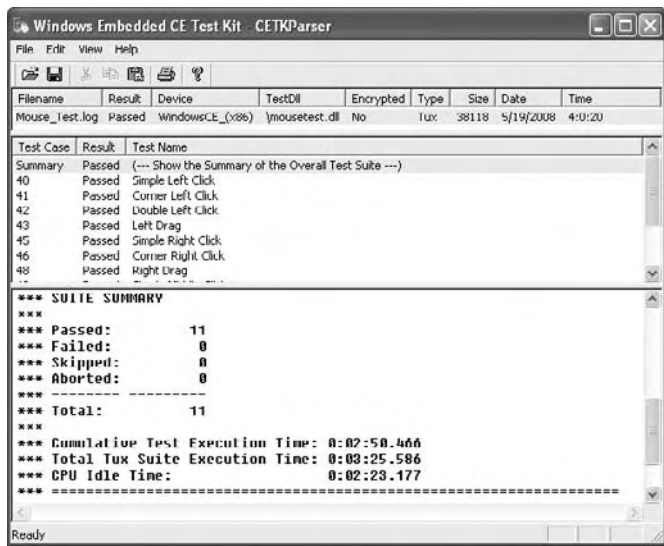 Windows Embedded CE Test Kit - CETKParser
File Edit View Help
Filename Result Device TestDll Encrypted Type Size Date Time
Mouse_Test.log Passed WindowsCE_(x86) \mousetest.dll No Tux 38118 5/19/2008 4:0:20
Test Case Result Test Name
Summary Passed (--- Show the Summary of the Overall Test Suite ---)
40 Passed Simple Left Click
41 Passed Corner Left Click
42 Passed Double Left Click
43 Passed Left Drag
45 Passed Simple Right Click
46 Passed Corner Right Click
48 Passed Right Drag
*** SUITE SUMMARY
***
*** Passed: 11
*** Failed: 0
*** Skipped: 0
*** Aborted: 0
*** -------- ---------
*** Total: 11
***
*** Cumulative Test Execution Time: 0:02:50.466
*** Total Tux Suite Execution Time: 0:03:25.586
*** CPU Idle Time: 0:02:23.177
*** ==================================================================
Ready